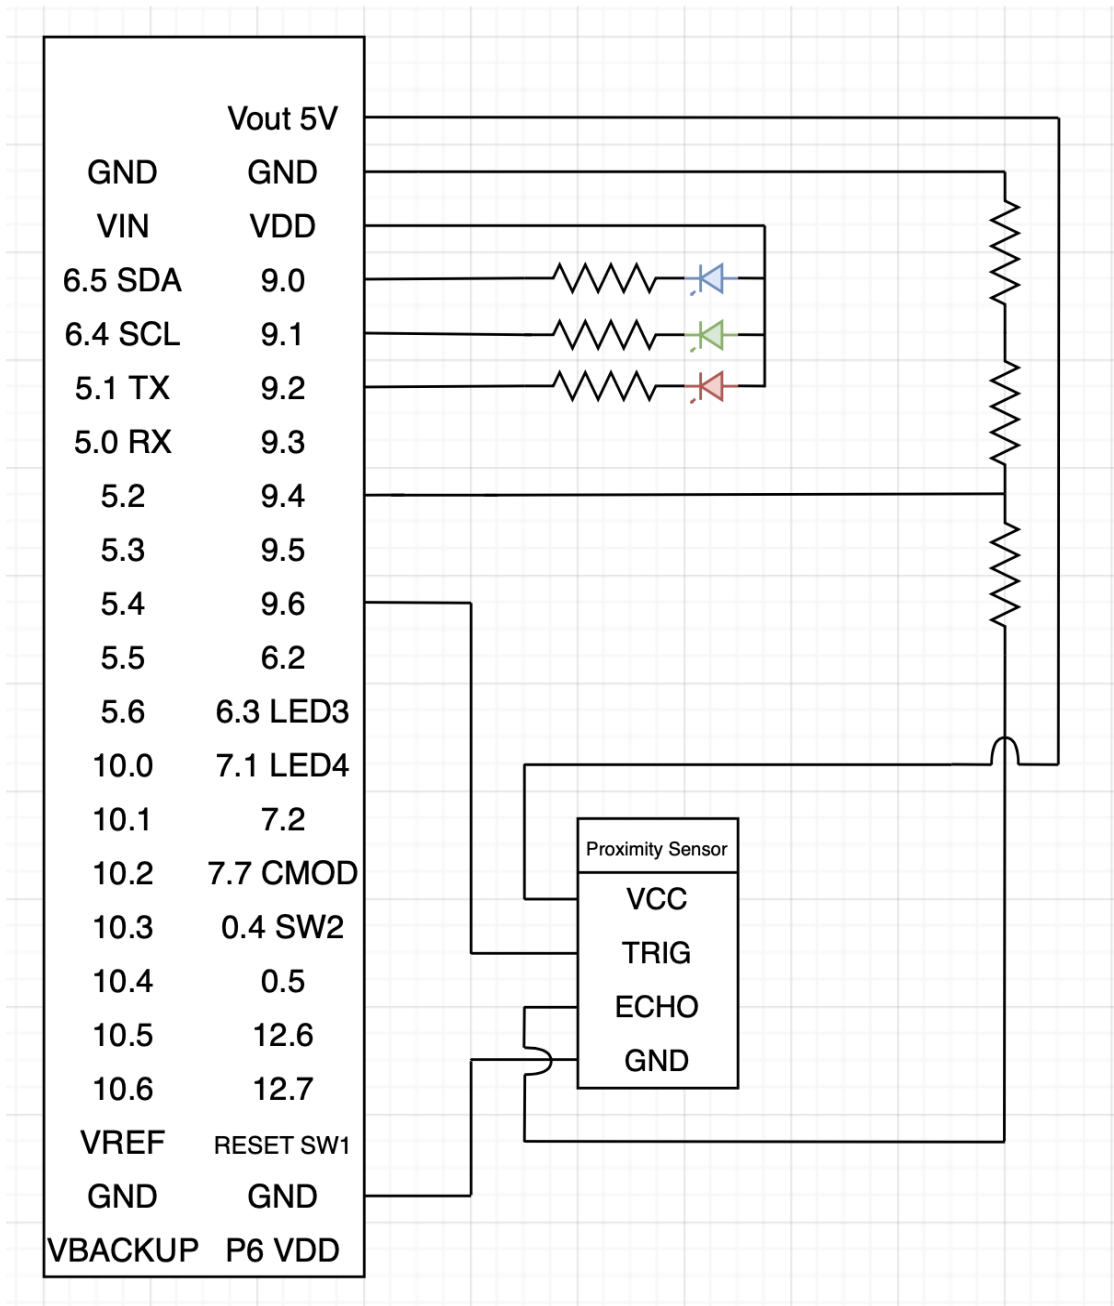 Vout 5V
GND GND
VIN VDD
6.5 SDA 9.0
6.4 SCL 9.1
5.1 TX 9.2
5.0 RX 9.3
5.2 9.4
5.3 9.5
5.4 9.6
5.5 6.2
5.6 6.3 LED3
10.0 7.1 LED4
10.1 7.2
10.2 7.7 CMOD
10.3 0.4 SW2
10.4 0.5
10.5 12.6
10.6 12.7
VREF RESET SW1
GND GND
VBACKUP P6 VDD
Proximity Sensor
VCC
TRIG
ECHO
GND